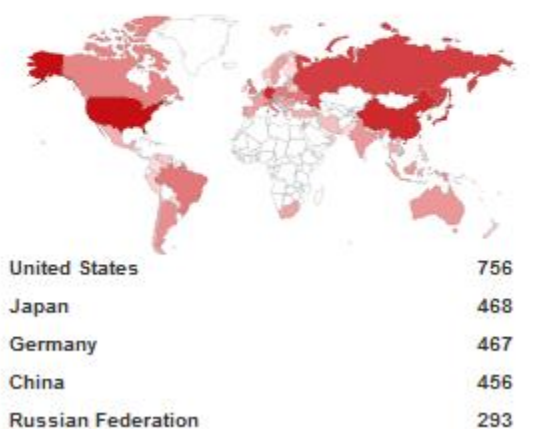 United States 756
Japan 468
Germany 467
China 456
Russian Federation 293